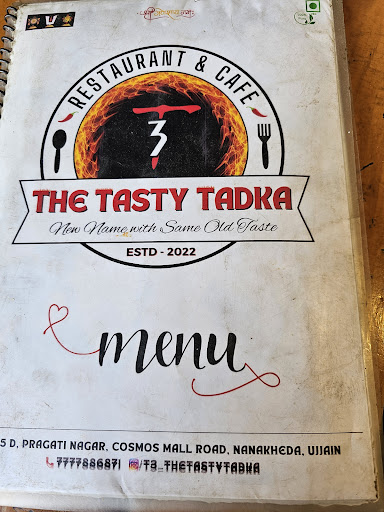 RESTAURANT & CAFE
T3
THE TASTY TADKA
New Name with Same Old Taste
ESTD - 2022
menu
5 D, PRAGATI NAGAR, COSMOS MALL ROAD, NANAKHEDA, UJJAIN
7777886871 /T3_THETASTYTADKA